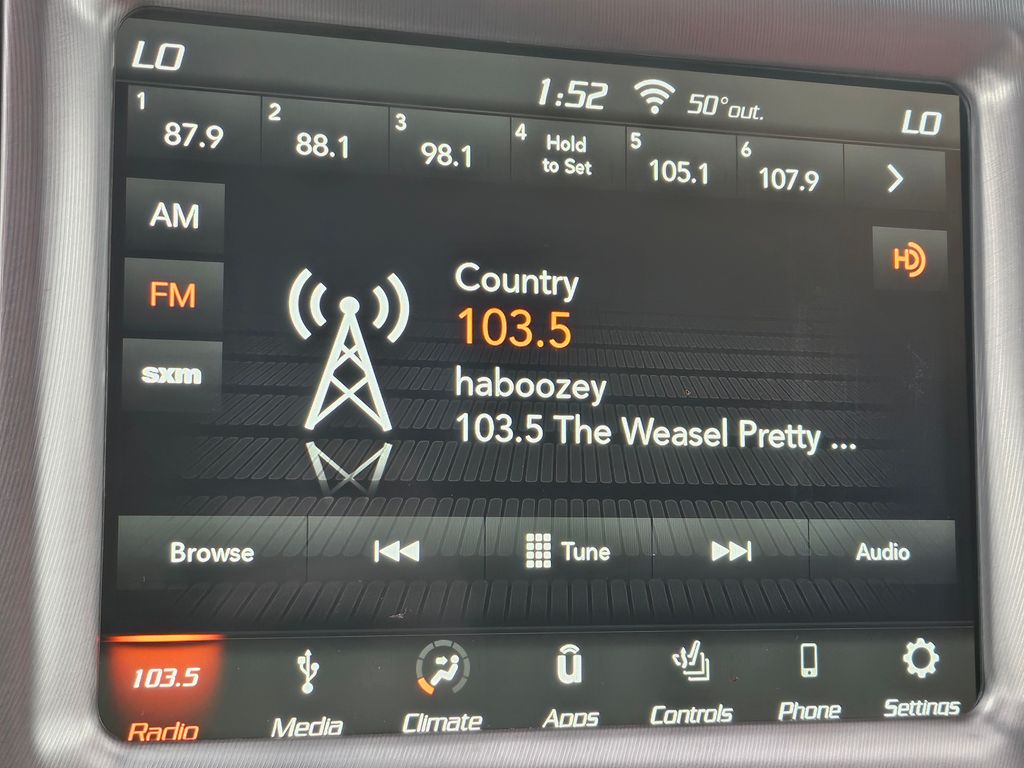 LO
1:52 50° out.
LO
1 87.9
2 88.1
3 98.1
4 Hold
to Set
5 105.1
6 107.9
AM
FM
sxm
HD
Country
103.5
haboozey
103.5 The Weasel Pretty ...
Browse
Tune
Audio
103.5
Radio
Media
Climate
u
Apps
Controls
Phone
Settings